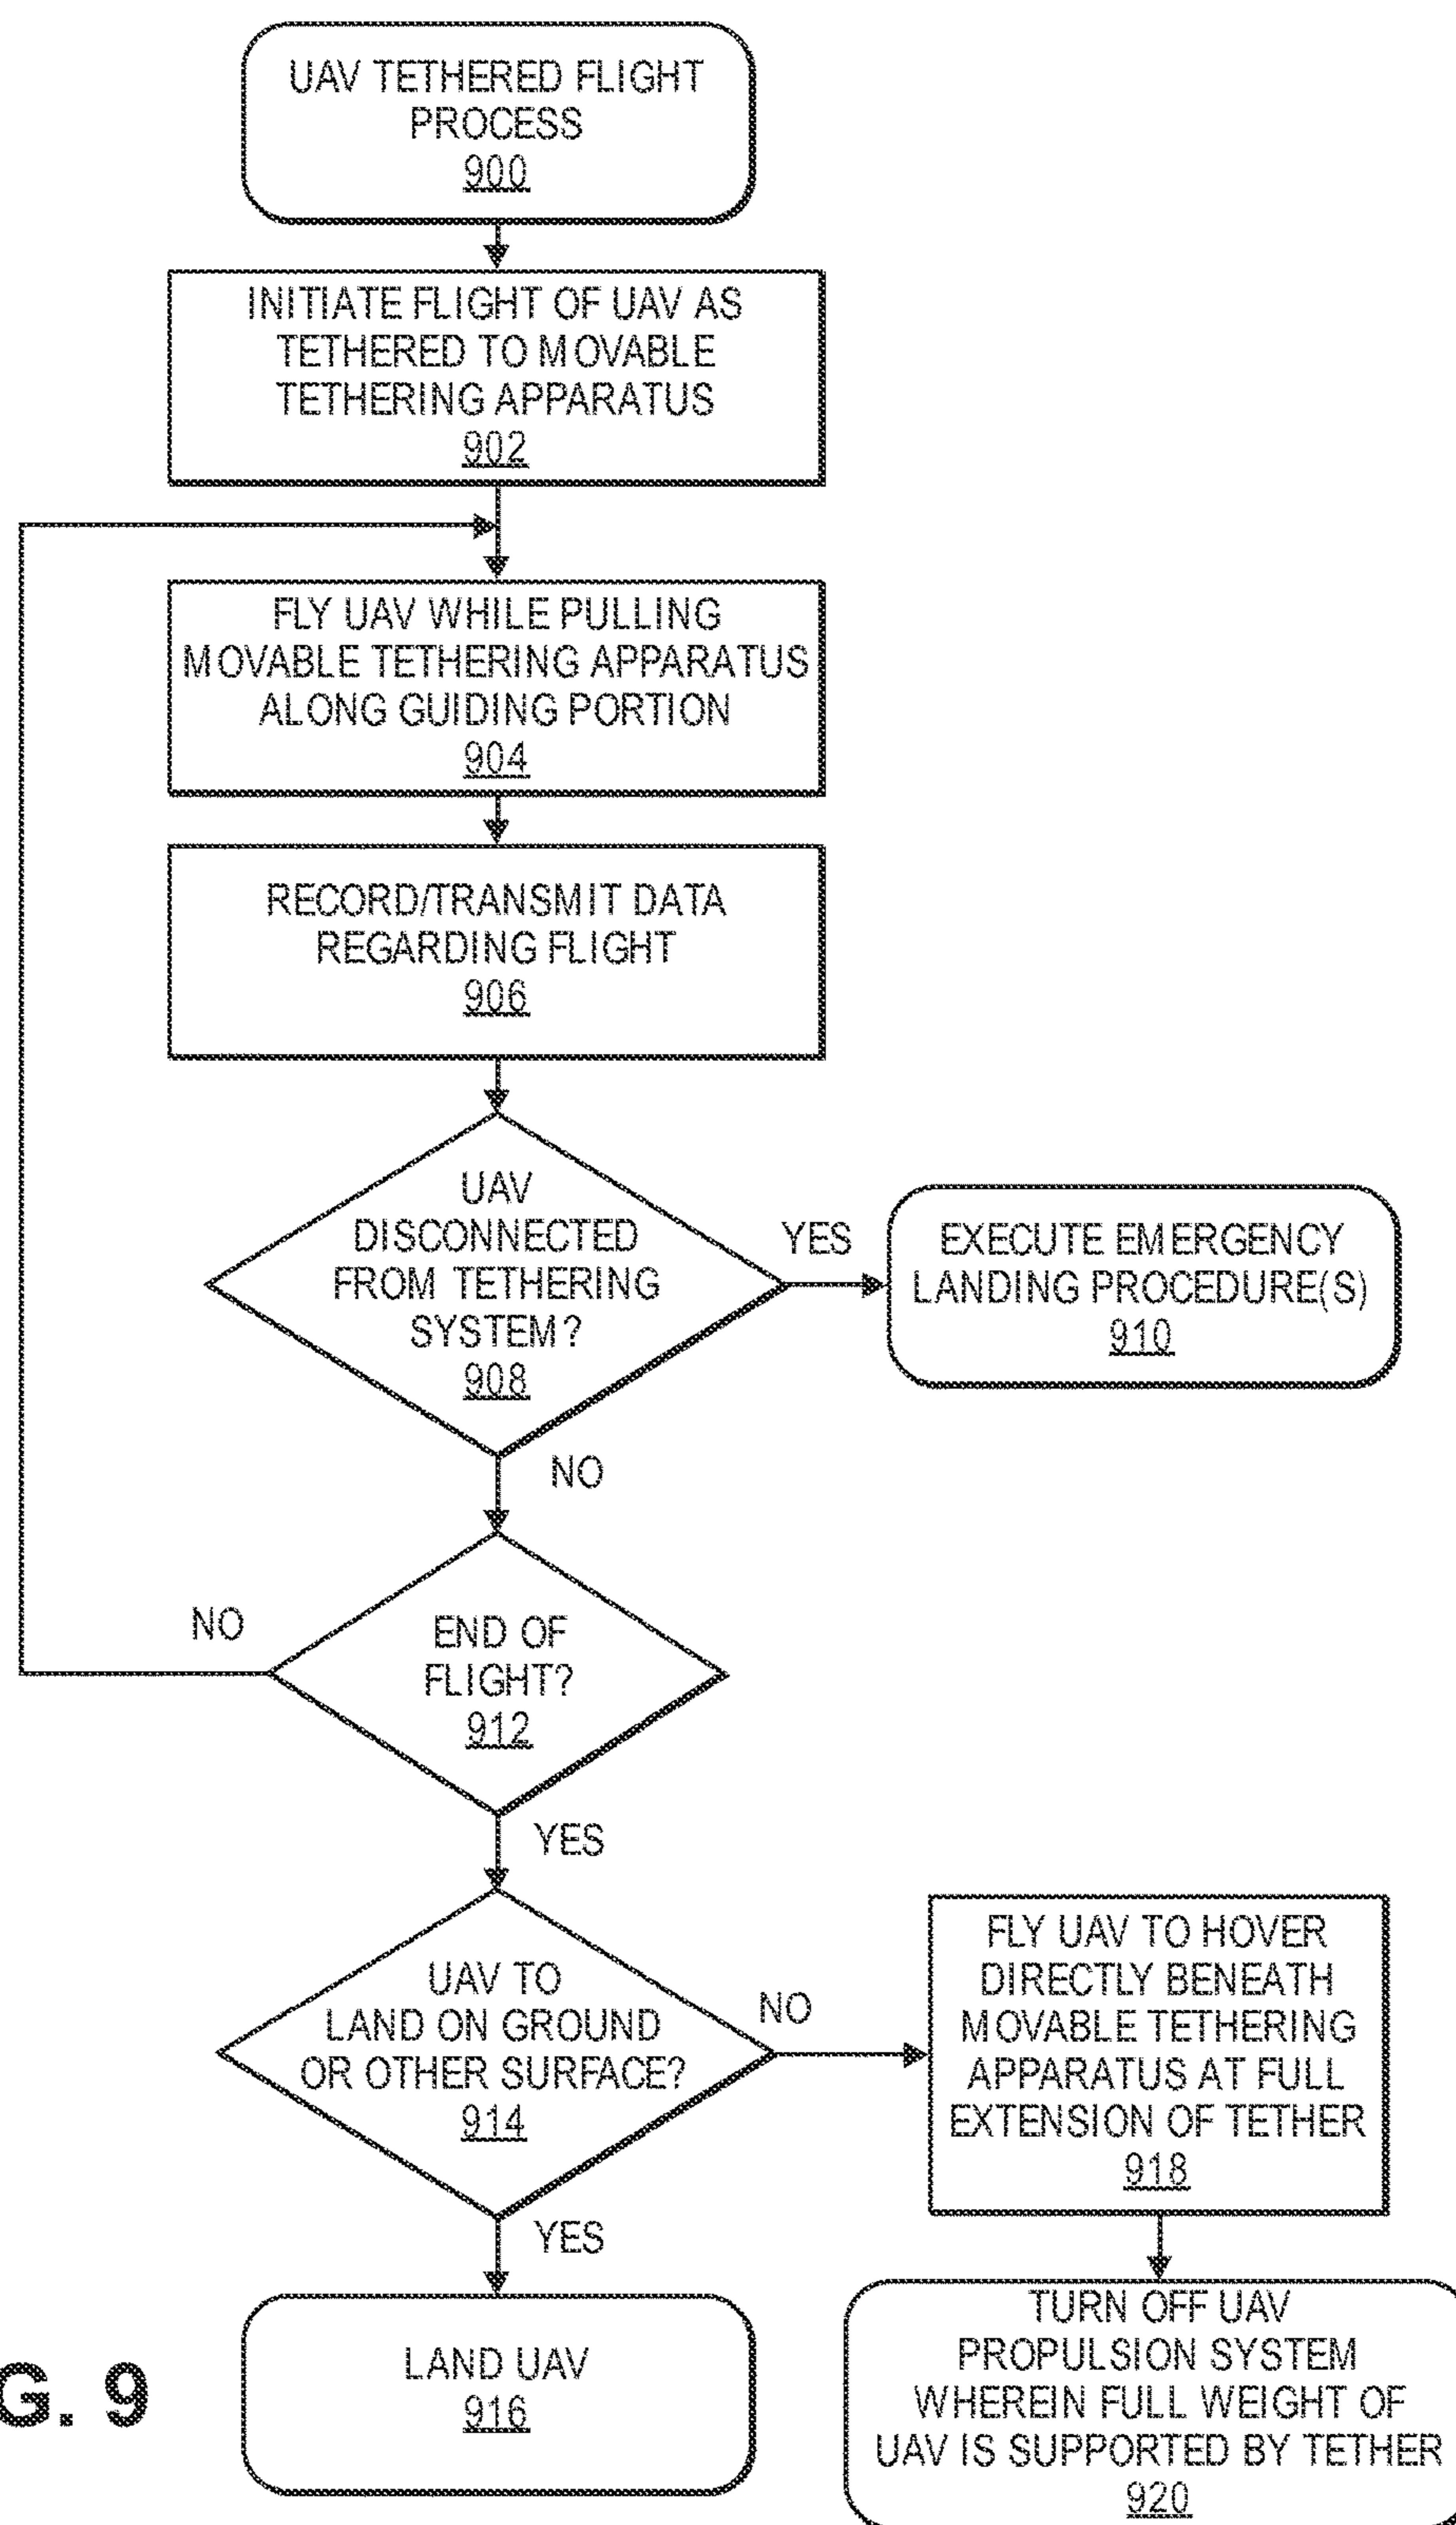 UAV TETHERED FLIGHT
PROCESS
900
INITIATE FLIGHT OF UAV AS
TETHERED TO MOVABLE
TETHERING APPARATUS
902
FLY UAV WHILE PULLING
MOVABLE TETHERING APPARATUS
ALONG GUIDING PORTION
904
RECORD/TRANSMIT DATA
REGARDING FLIGHT
906
UAV
DISCONNECTED
FROM TETHERING
SYSTEM?
908
YES
EXECUTE EMERGENCY
LANDING PROCEDURE(S)
910
NO
END OF
FLIGHT?
912
NO
YES
UAV TO
LAND ON GROUND
OR OTHER SURFACE?
914
NO
FLY UAV TO HOVER
DIRECTLY BENEATH
MOVABLE TETHERING
APPARATUS AT FULL
EXTENSION OF TETHER
918
YES
LAND UAV
916
TURN OFF UAV
PROPULSION SYSTEM
WHEREIN FULL WEIGHT OF
UAV IS SUPPORTED BY TETHER
920
G. 9